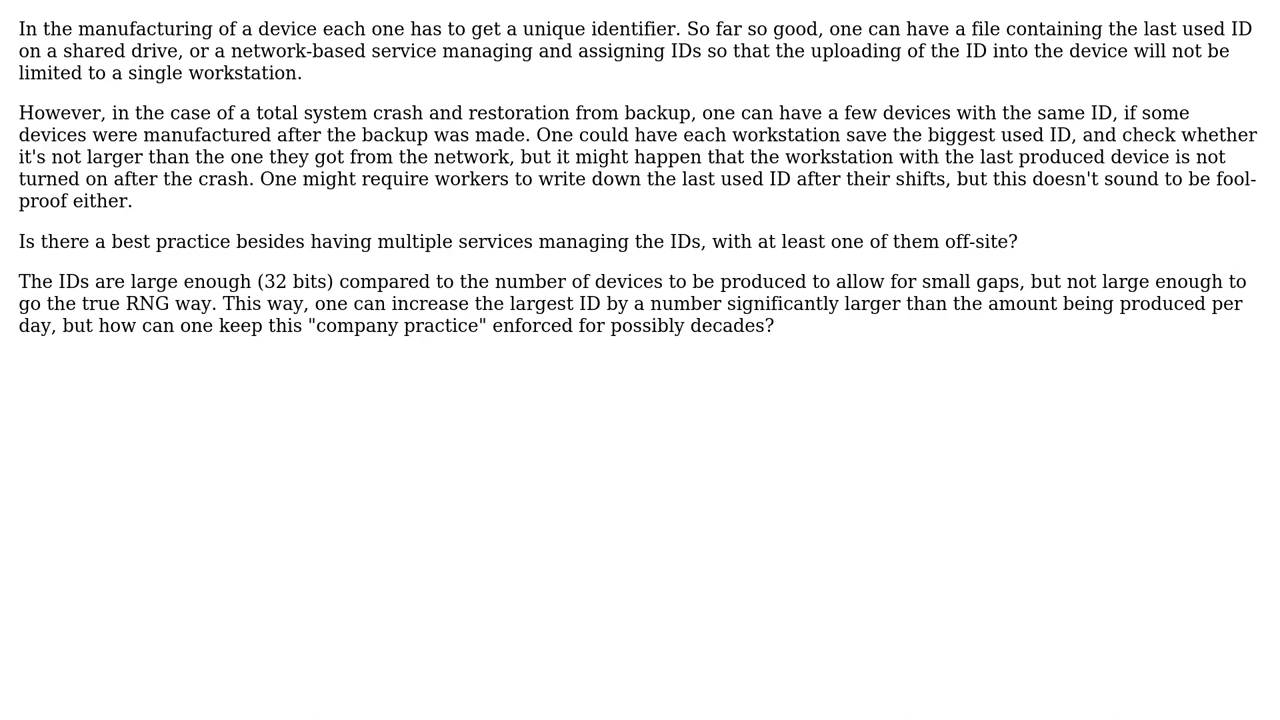 In the manufacturing of a device each one has to get a unique identifier. So far so good, one can have a file containing the last used ID
on a shared drive, or a network-based service managing and assigning IDs so that the uploading of the ID into the device will not be
limited to a single workstation.
However, in the case of a total system crash and restoration from backup, one can have a few devices with the same ID, if some
devices were manufactured after the backup was made. One could have each workstation save the biggest used ID, and check whether
it's not larger than the one they got from the network, but it might happen that the workstation with the last produced device is not
turned on after the crash. One might require workers to write down the last used ID after their shifts, but this doesn't sound to be fool-
proof either.
Is there a best practice besides having multiple services managing the IDs, with at least one of them off-site?
The IDs are large enough (32 bits) compared to the number of devices to be produced to allow for small gaps, but not large enough to
go the true RNG way. This way, one can increase the largest ID by a number significantly larger than the amount being produced per
day, but how can one keep this "company practice" enforced for possibly decades?